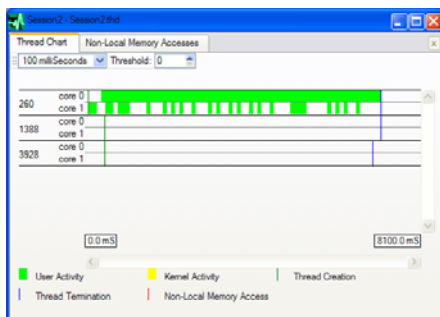 Session2 - Session2.thd
Thread Chart Non-Local Memory Accesses
100 milliSeconds Threshold: 0
260 core 0
core 1
1388 core 0
core 1
3928 core 0
core 1
0.0 mS 8100.0 mS
User Activity Kernel Activity Thread Creation
Thread Termination Non-Local Memory Access